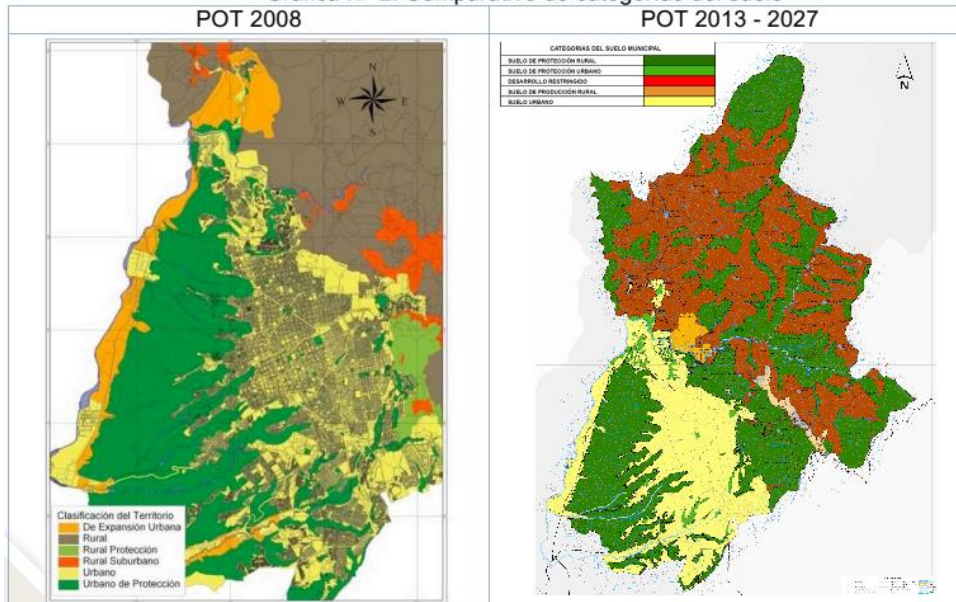 POT 2008
POT 2013 - 2027
N
W E
S
Clasificación del Territorio
De Expansión Urbana
Rural
Rural Protección
Rural Suburbano
Urbano
Urbano de Protección
CATEGORIAS DEL SUELO MUNICIPAL
SUELO DE PROTECCIÓN RURAL
SUELO DE PROTECCIÓN URBANO
DESARROLLO RESTRINGIDO
SUELO DE PRODUCCIÓN RURAL
SUELO URBANO
N